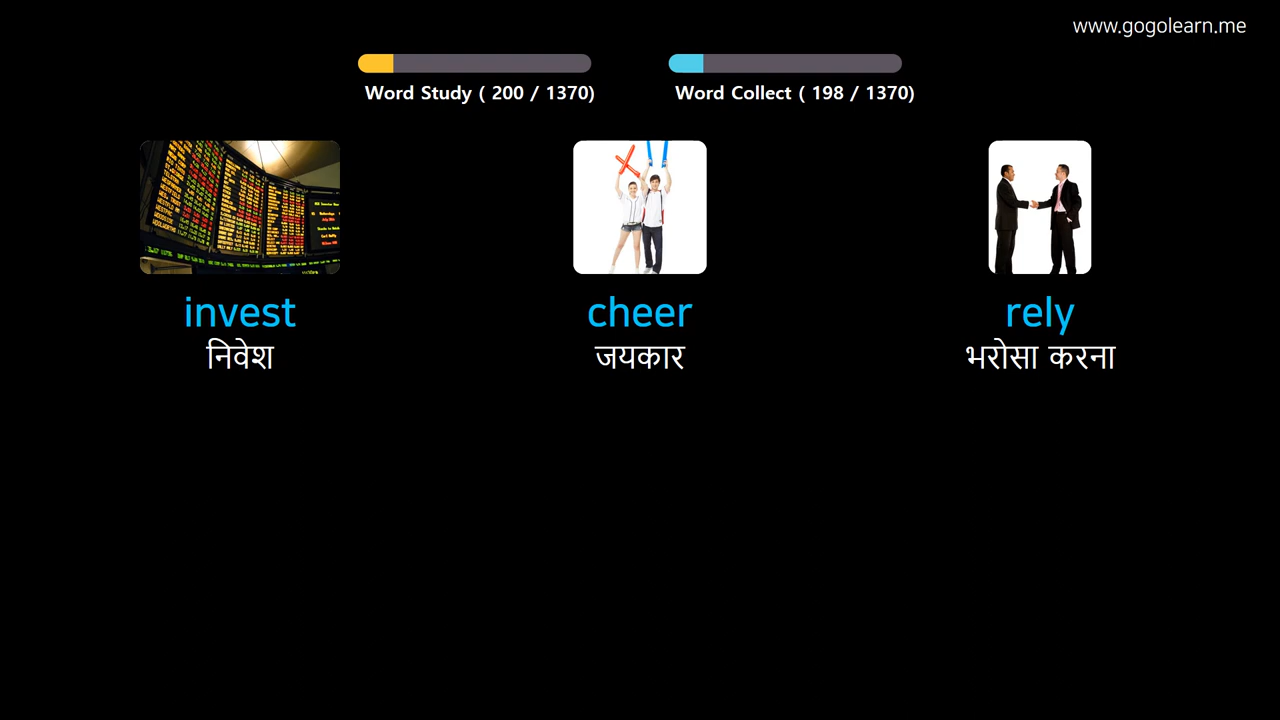 www.gogolearn.me
Word Study ( 200 / 1370)
Word Collect ( 198 / 1370)
invest
cheer
rely
निवेश
जयकार
भरोसा करना